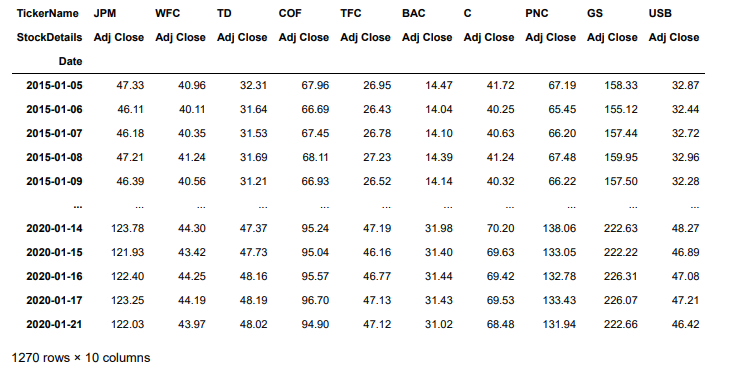 TickerName JPM WFC TD COF TFC BAC C PNC GS USB
StockDetails Adj Close Adj Close Adj Close Adj Close Adj Close Adj Close Adj Close Adj Close Adj Close Adj Close
Date
2015-01-05 47.33 40.96 32.31 67.96 26.95 14.47 41.72 67.19 158.33 32.87
2015-01-06 46.11 40.11 31.64 66.69 26.43 14.04 40.25 65.45 155.12 32.44
2015-01-07 46.18 40.35 31.53 67.45 26.78 14.10 40.63 66.20 157.44 32.72
2015-01-08 47.21 41.24 31.69 68.11 27.23 14.39 41.24 67.48 159.95 32.96
2015-01-09 46.39 40.56 31.21 66.93 26.52 14.14 40.32 66.22 157.50 32.28
... ... ... ... ... ... ... ... ... ... ...
2020-01-14 123.78 44.30 47.37 95.24 47.19 31.98 70.20 138.06 222.63 48.27
2020-01-15 121.93 43.42 47.73 95.04 46.16 31.40 69.63 133.05 222.22 46.89
2020-01-16 122.40 44.25 48.16 95.57 46.77 31.44 69.42 132.78 226.31 47.08
2020-01-17 123.25 44.19 48.19 96.70 47.13 31.43 69.53 133.43 226.07 47.21
2020-01-21 122.03 43.97 48.02 94.90 47.12 31.02 68.48 131.94 222.66 46.42
1270 rows × 10 columns